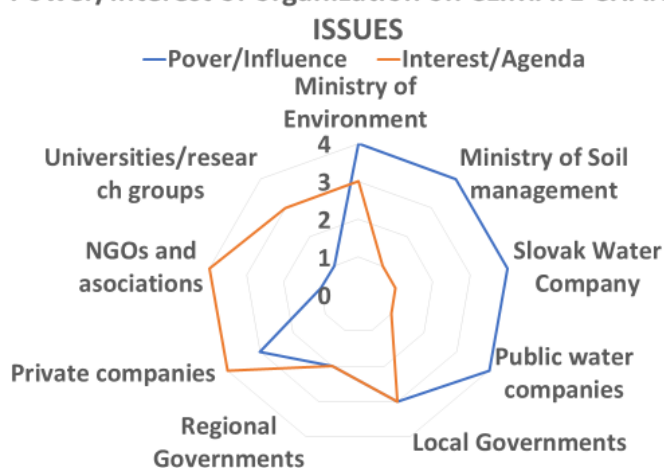 ISSUES
Pover/Influence
Interest/Agenda
Ministry of
Environment
4
3
2
1
0
Ministry of Soil
management
Slovak Water
Company
Public water
companies
Local Governments
Regional
Governments
Private companies
NGOs and
asociations
Universities/resear
ch groups